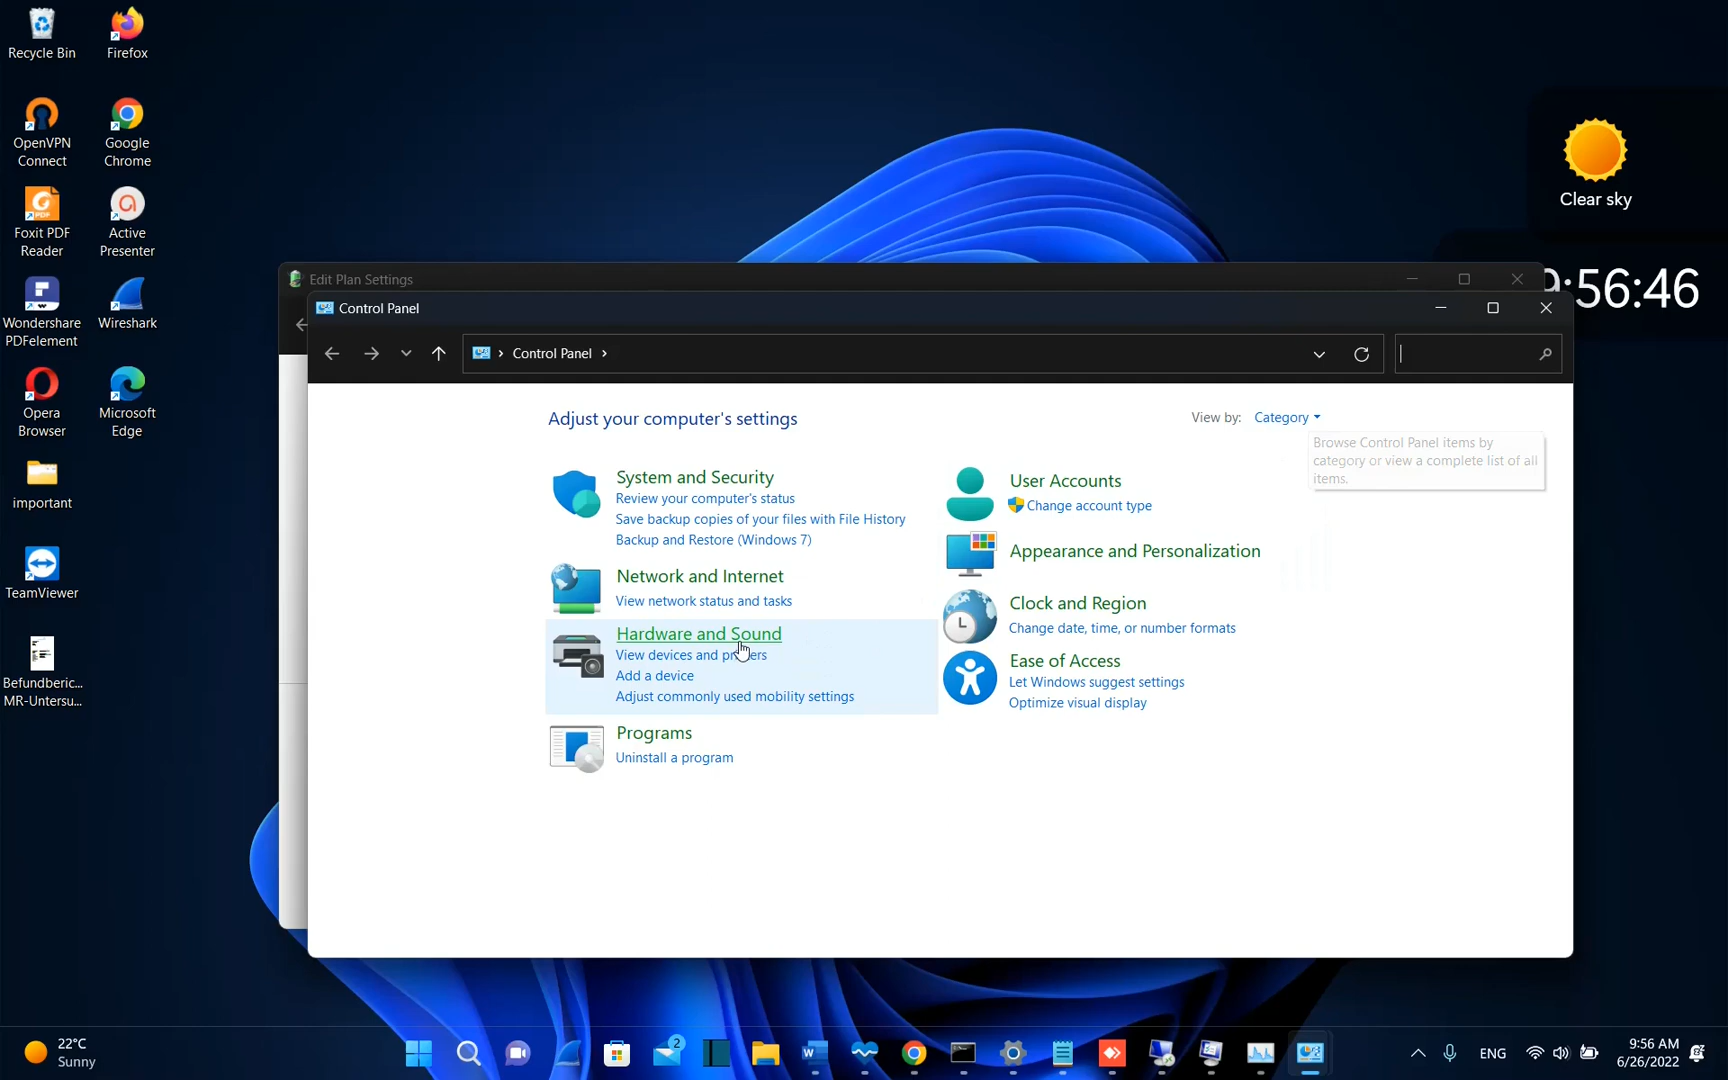 Recycle Bin
Firefox
OpenVPN
Connect
Google
Chrome
Foxit PDF
Reader
Active
Presenter
Wondershare
PDFelement
Wireshark
Opera
Browser
Microsoft
Edge
important
TeamViewer
Befundberic...
MR-Untersu...
Clear sky
:56:46
Edit Plan Settings
Control Panel
Control Panel
Adjust your computer's settings
View by: Category
Browse Control Panel items by
category or view a complete list of all
items.
System and Security
Review your computer's status
Save backup copies of your files with File History
Backup and Restore (Windows 7)
Network and Internet
View network status and tasks
Hardware and Sound
View devices and
Add a device
Adjust commonly used mobility settings
Programs
Uninstall a program
User Accounts
Change account type
Appearance and Personalization
Clock and Region
Change date, time, or number formats
Ease of Access
Let Windows suggest settings
Optimize visual display
22°C
Sunny
2
ENG
9:56 AM
6/26/2022